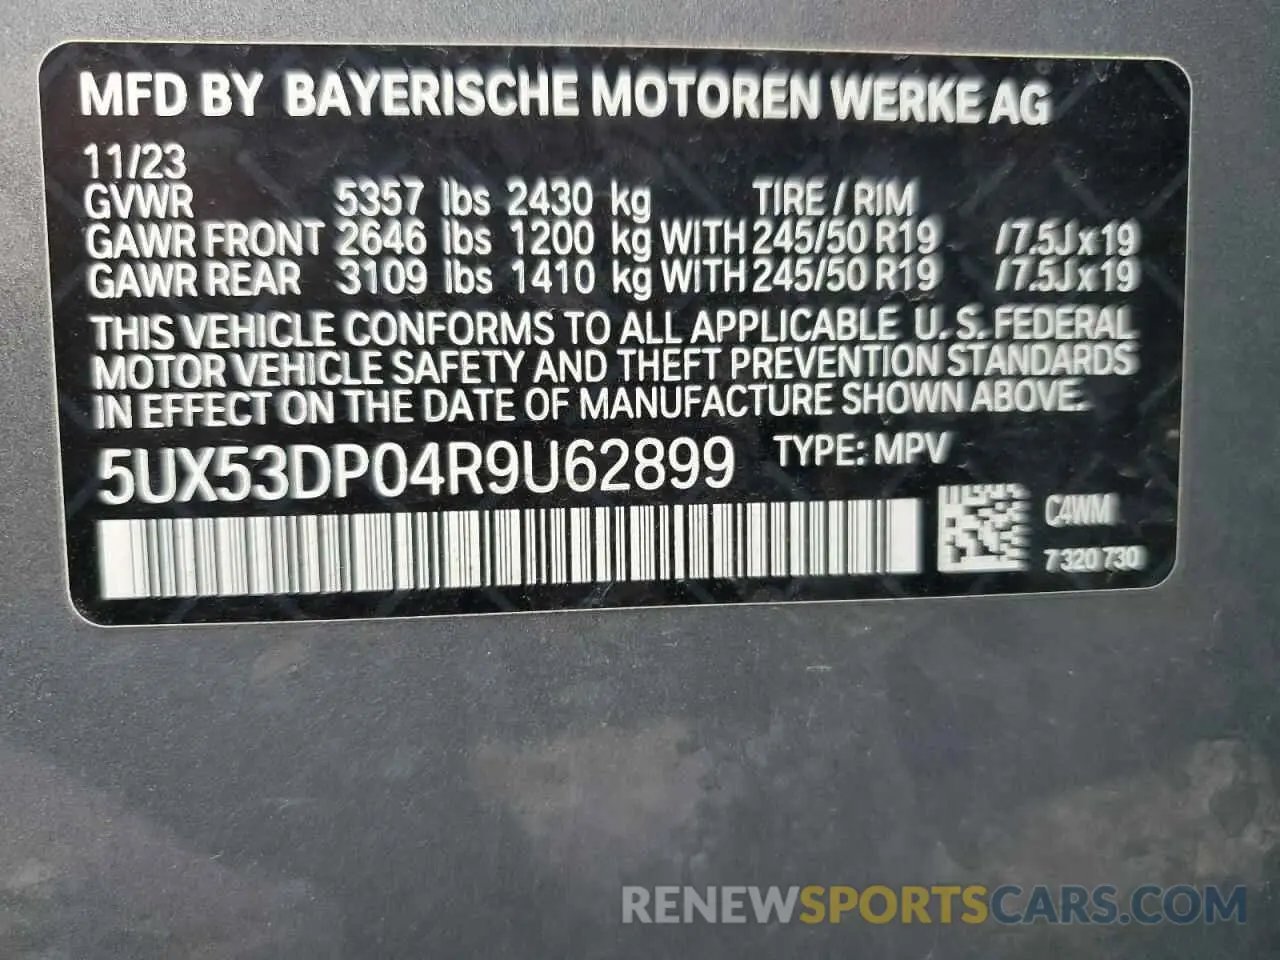 MFD BY BAYERISCHE MOTOREN WERKE AG
11/23
GVWR 5357 lbs 2430 kg TIRE / RIM
GAWR FRONT 2646 lbs 1200 kg WITH 245/50 R19 / 7.5J x 19
GAWR REAR 3109 lbs 1410 kg WITH 245/50 R19 / 7.5J x 19
THIS VEHICLE CONFORMS TO ALL APPLICABLE U. S. FEDERAL
MOTOR VEHICLE SAFETY AND THEFT PREVENTION STANDARDS
IN EFFECT ON THE DATE OF MANUFACTURE SHOWN ABOVE.
5UX53DP04R9U62899 TYPE: MPV
C4WM
7 320 730
RENEWSPORTSCARS.COM